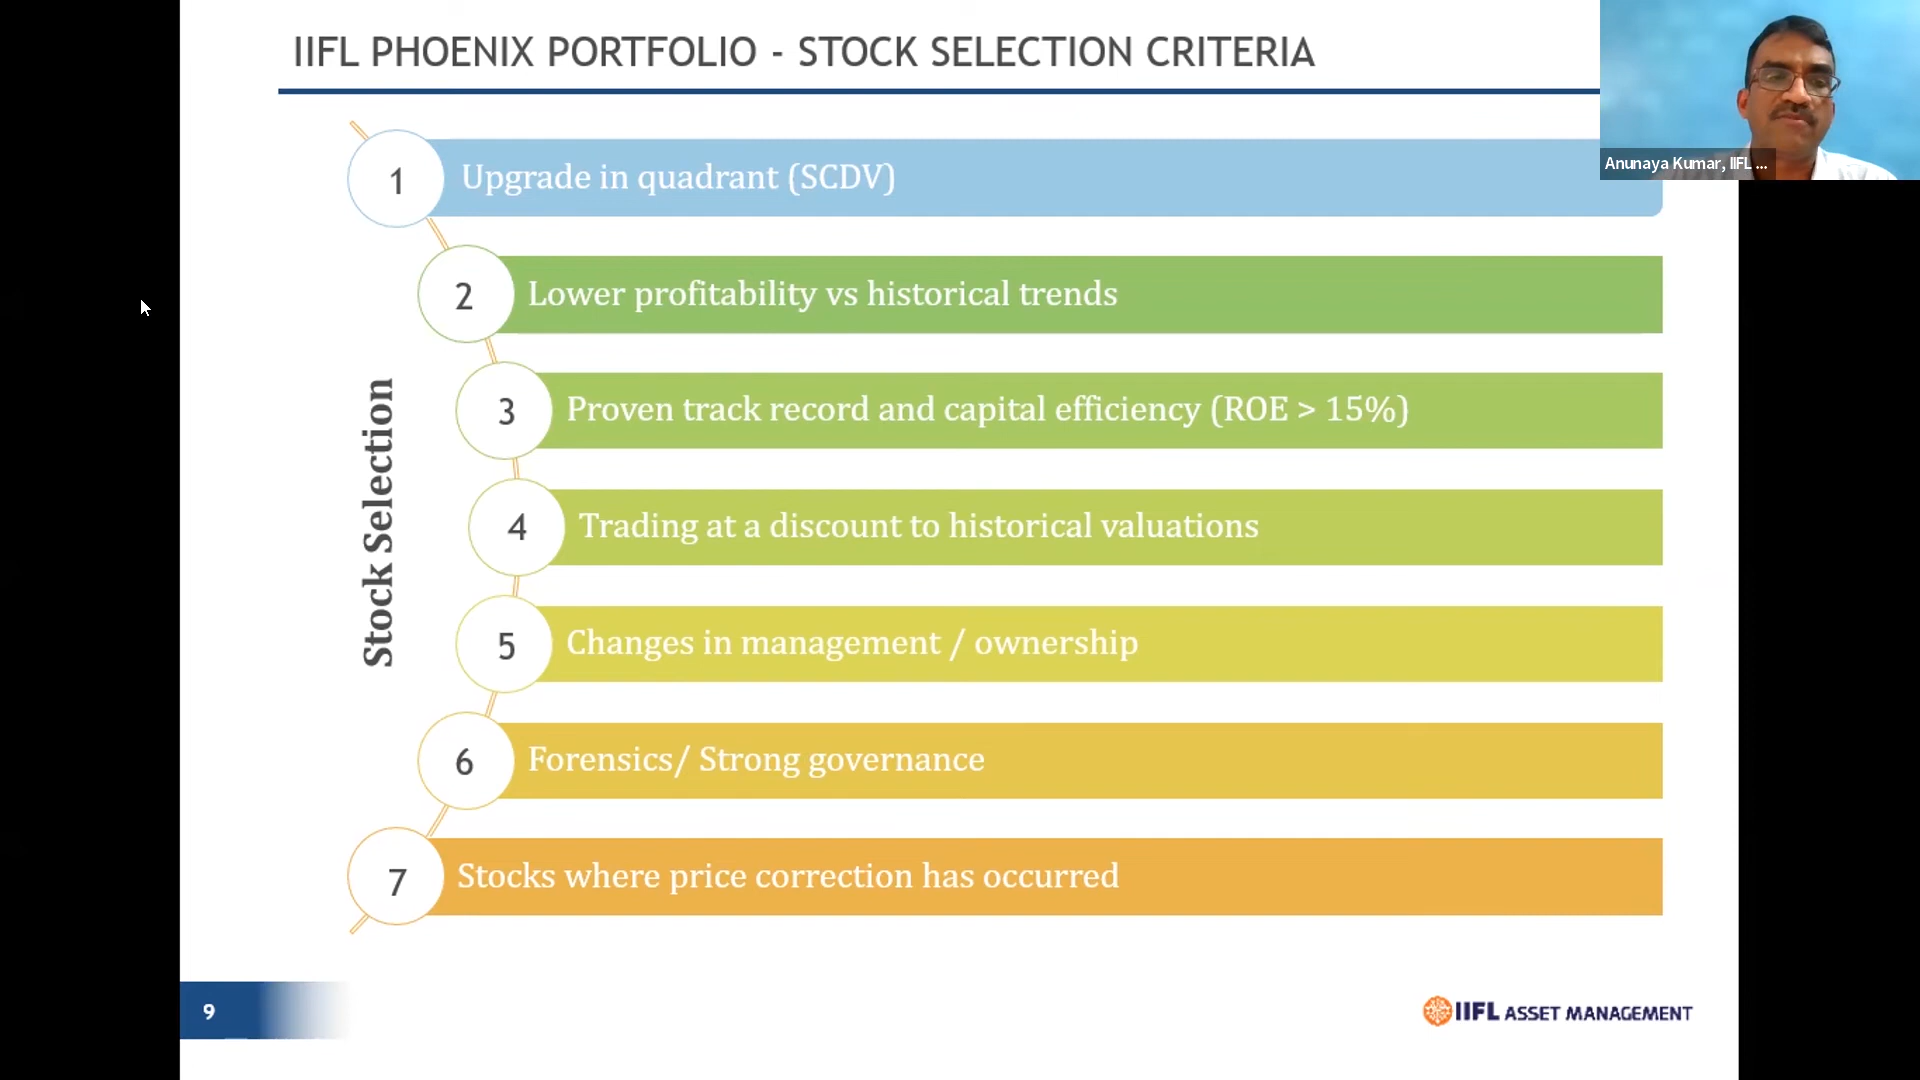 IIFL PHOENIX PORTFOLIO - STOCK SELECTION CRITERIA
Anunaya Kumar, IIFL ...
Stock Selection
1 Upgrade in quadrant (SCDV)
2 Lower profitability vs historical trends
3 Proven track record and capital efficiency (ROE > 15%)
4 Trading at a discount to historical valuations
5 Changes in management / ownership
6 Forensics/ Strong governance
7 Stocks where price correction has occurred
9
IIFL ASSET MANAGEMENT